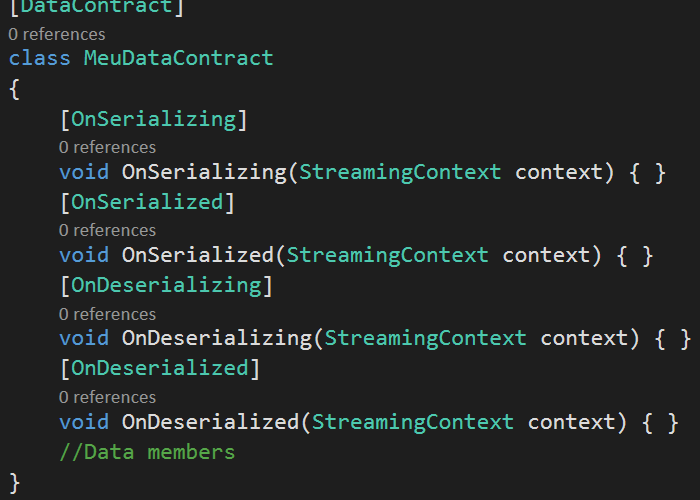 [DataContract]
0 references
class MeuDataContract
{
[OnSerializing]
0 references
void OnSerializing(StreamingContext context) { }
[OnSerialized]
0 references
void OnSerialized(StreamingContext context) { }
[OnDeserializing]
0 references
void OnDeserializing(StreamingContext context) { }
[OnDeserialized]
0 references
void OnDeserialized(StreamingContext context) { }
//Data members
}